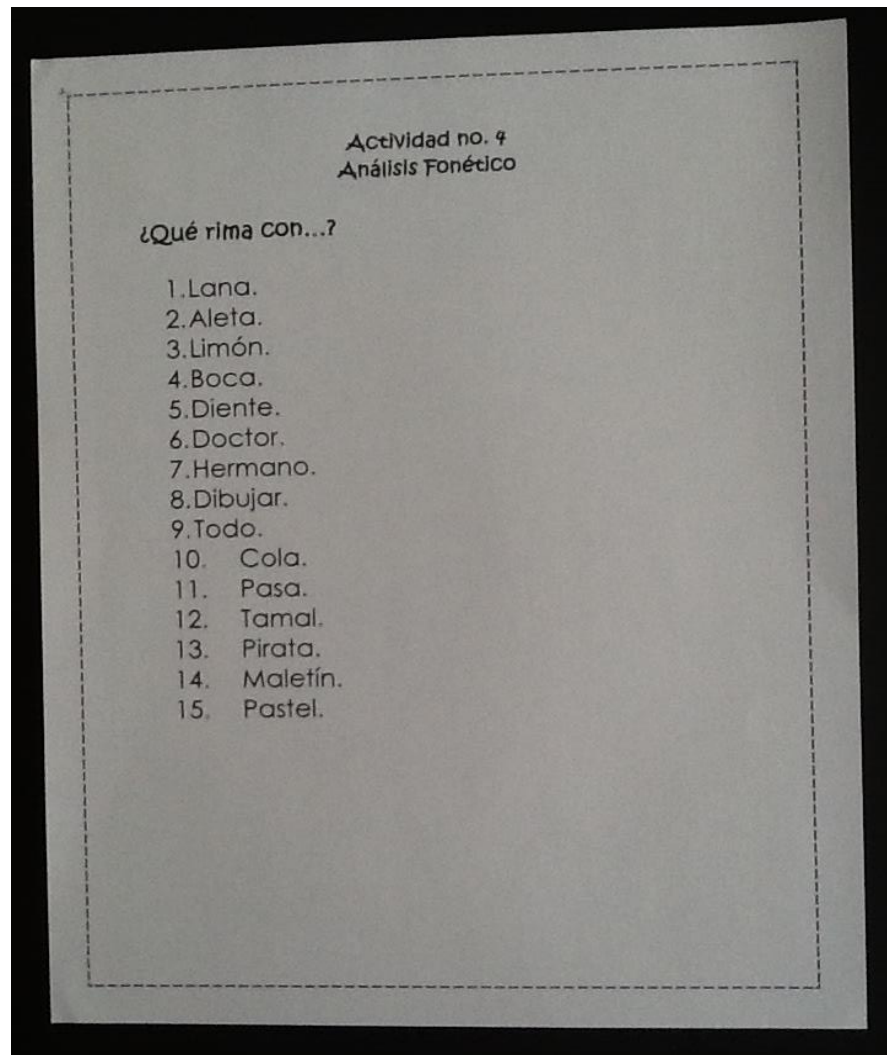 Actividad no. 4
Análisis Fonético
¿Qué rima con...?
1.Lana.
2.Aleta.
3.Limón.
4.Boca.
5.Diente.
6.Doctor.
7.Hermano.
8.Dibujar.
9.Todo.
10. Cola.
11. Pasa.
12. Tamal.
13. Pirata.
14. Maletín.
15. Pastel.